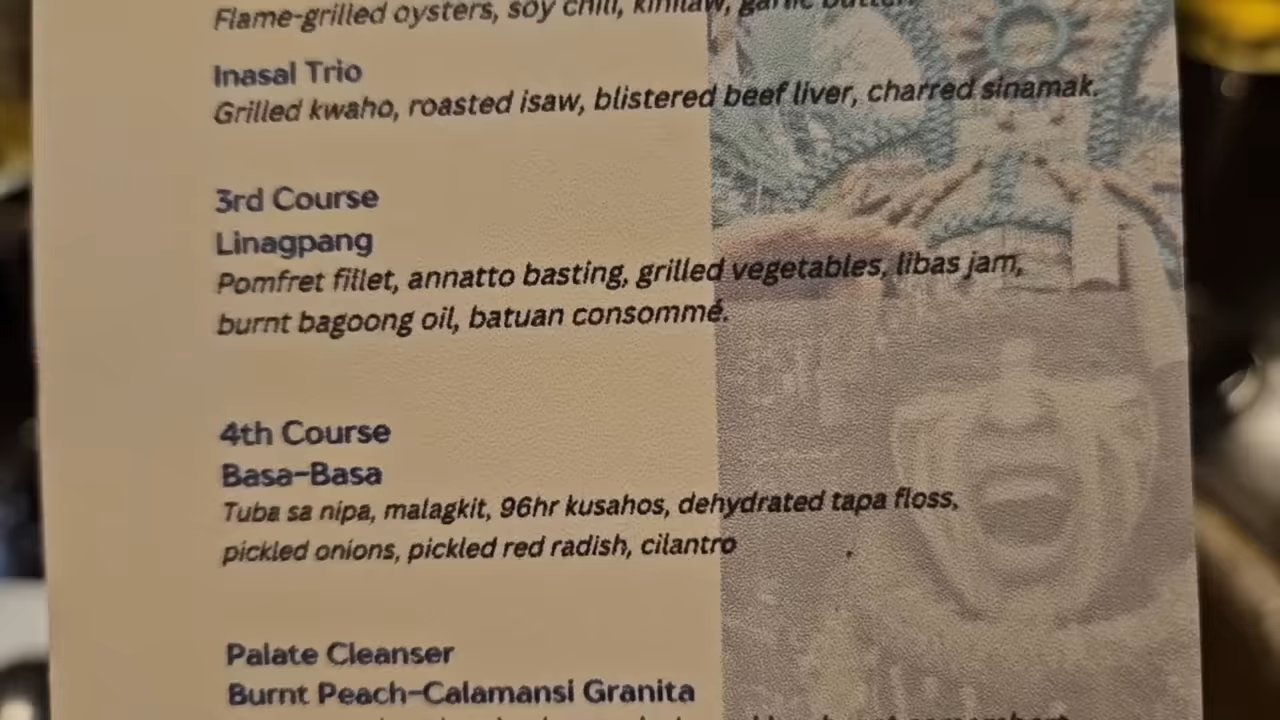 Flame-grilled oysters, soy chili, kinilaw, garlic butter
Inasal Trio
Grilled kwaho, roasted isaw, blistered beef liver, charred sinamak.
3rd Course
Linagpang
Pomfret fillet, annatto basting, grilled vegetables, libas jam,
burnt bagoong oil, batuan consommé.
4th Course
Basa-Basa
Tuba sa nipa, malagkit, 96hr kusahos, dehydrated tapa floss,
pickled onions, pickled red radish, cilantro
Palate Cleanser
Burnt Peach-Calamansi Granita